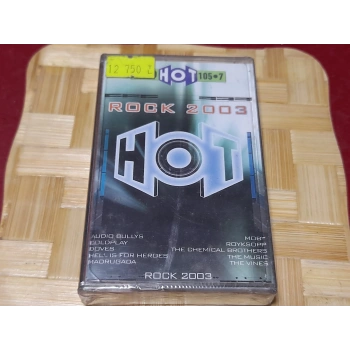 12 750 Z
HOT 105•7
ROCK 2003
HOT
AUDIO BULLYS
COLDPLAY
DOVES
HELL IS FOR HEROES
MADRUGADA
MOBY
ROYKSOPP
THE CHEMICAL BROTHERS
THE MUSIC
THE VINES
ROCK 2003